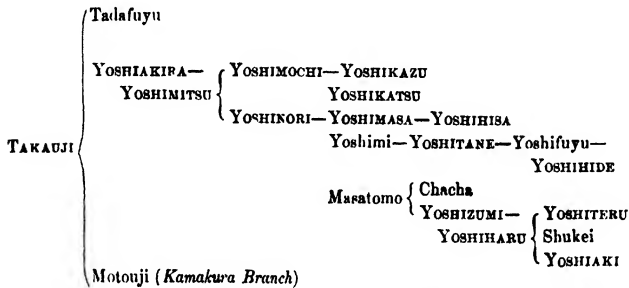 Tadafuyu
YOSHIAKIRA—
YOSHIMOCHI—YOSHIKAZU
YOSHIMITSU
YOSHIKATSU
YOSHINORI—YOSHIMASA—YOSHIHISA
TAKAUJI
Yoshimi—YOSHITANE—Yoshifuyu—
YOSHIHIDE
Masatomo
Chacha
YOSHIZUMI—
YOSHITERU
YOSHIHARU
Shukei
YOSHIAKI
Motouji (Kamakura Branch)